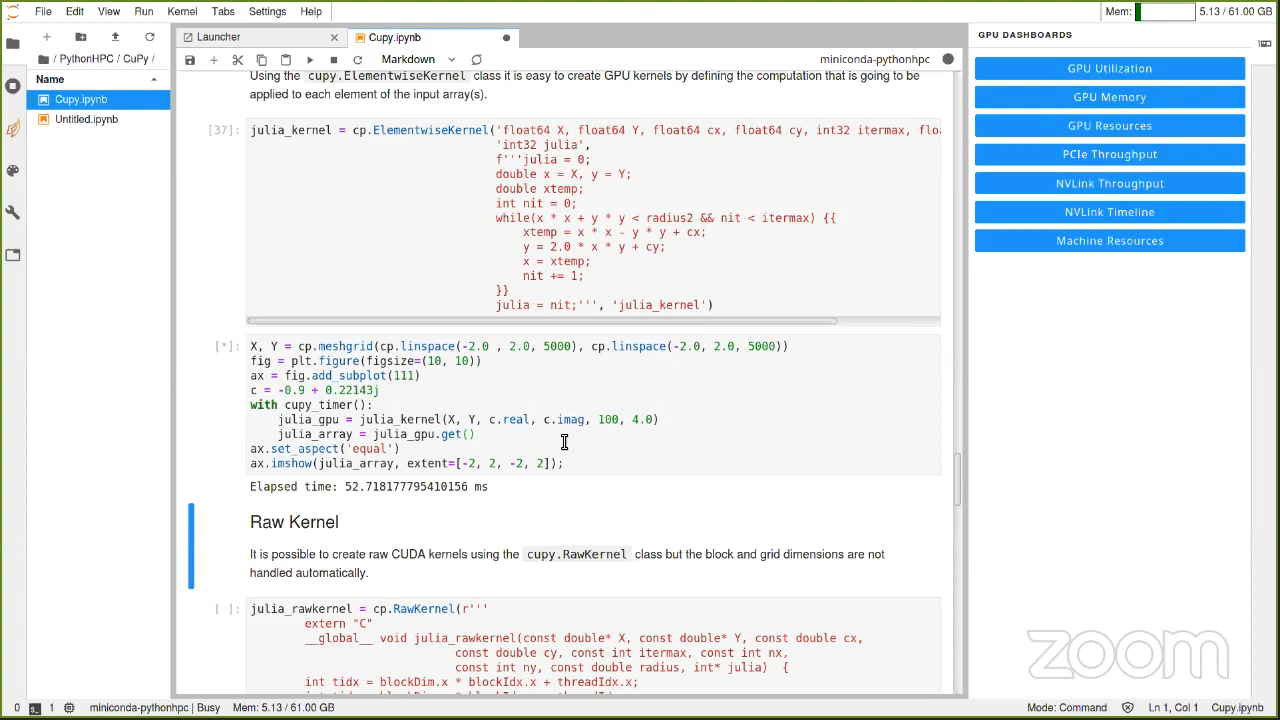 File Edit View Run Kernel Tabs Settings Help
Mem: 5.13 / 61.00 GB
Launcher
Cupy.ipynb
GPU DASHBOARDS
/ PythonHPC / CuPy /
Markdown
miniconda-pythonhpc
Name
Cupy.ipynb
Untitled.ipynb
GPU Utilization
GPU Memory
GPU Resources
PCIe Throughput
NVLink Throughput
NVLink Timeline
Machine Resources
Using the cupy.ElementwiseKernel class it is easy to create GPU kernels by defining the computation that is going to be
applied to each element of the input array(s).
[37]: julia_kernel = cp.ElementwiseKernel('float64 X, float64 Y, float64 cx, float64 cy, int32 itermax, floa
'int32 julia',
f'''julia = 0;
double x = X, y = Y;
double xtemp;
int nit = 0;
while(x * x + y * y < radius2 && nit < itermax) {{
xtemp = x * x - y * y + cx;
y = 2.0 * x * y + cy;
x = xtemp;
nit += 1;
}}
julia = nit;''', 'julia_kernel')
[*]: X, Y = cp.meshgrid(cp.linspace(-2.0 , 2.0, 5000), cp.linspace(-2.0, 2.0, 5000))
fig = plt.figure(figsize=(10, 10))
ax = fig.add_subplot(111)
c = -0.9 + 0.22143j
with cupy_timer():
julia_gpu = julia_kernel(X, Y, c.real, c.imag, 100, 4.0)
julia_array = julia_gpu.get()
ax.set_aspect('equal')
ax.imshow(julia_array, extent=[-2, 2, -2, 2]);
Elapsed time: 52.718177795410156 ms
Raw Kernel
It is possible to create raw CUDA kernels using the cupy.RawKernel class but the block and grid dimensions are not
handled automatically.
[ ]: julia_rawkernel = cp.RawKernel(r'''
extern "C"
__global__ void julia_rawkernel(const double* X, const double* Y, const double cx,
const double cy, const int itermax, const int nx,
const int ny, const double radius, int* julia) {
int tidx = blockDim.x * blockIdx.x + threadIdx.x;
zoom
0 1 miniconda-pythonhpc | Busy Mem: 5.13 / 61.00 GB
Mode: Command Ln 1, Col 1 Cupy.ipynb